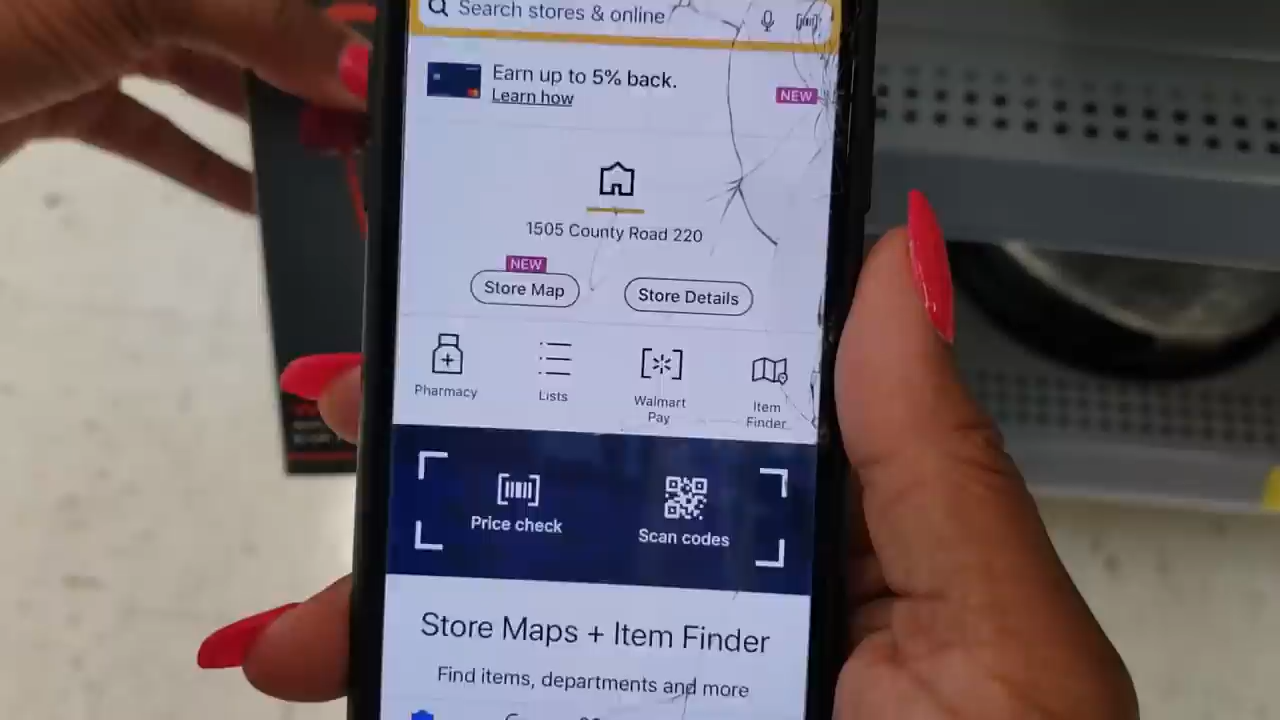 Search stores & online
Earn up to 5% back.
Learn how
NEW
1505 County Road 220
NEW
Store Map
Store Details
Pharmacy
Lists
Walmart
Pay
Item
Finder
Price check
Scan codes
Store Maps + Item Finder
Find items, departments and more